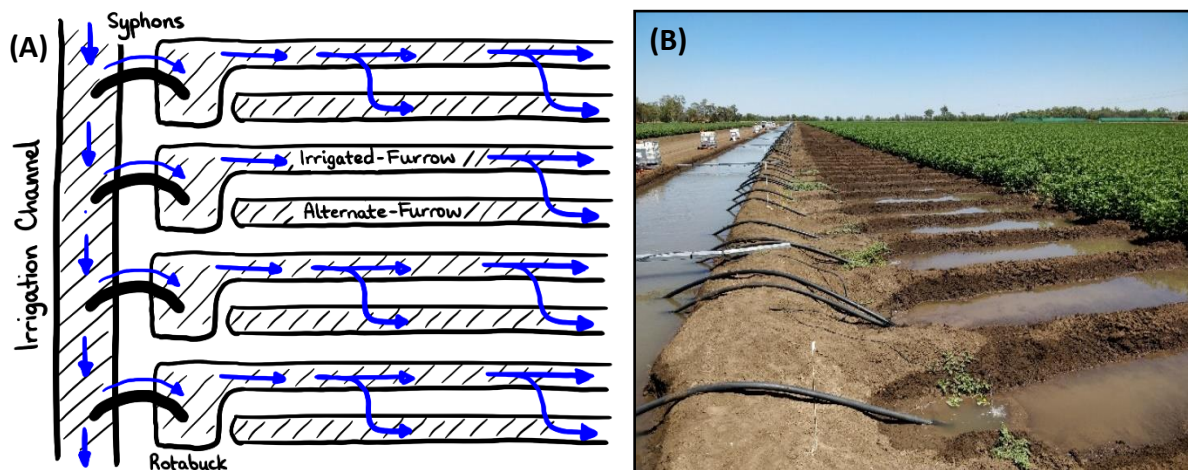 (A)
Syphons
Irrigation Channel
Irrigated-Furrow
Alternate-Furrow
Rotabuck
(B)